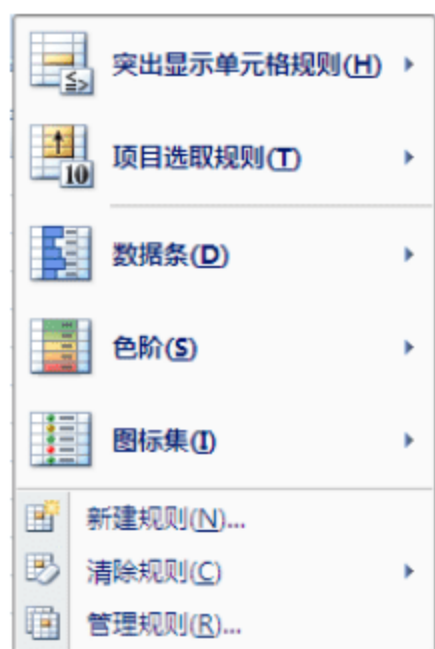 突出显示单元格规则(H)
项目选取规则(T)
10
数据条(D)
色阶(S)
图标集(I)
新建规则(N)...
清除规则(C)
管理规则(R)...